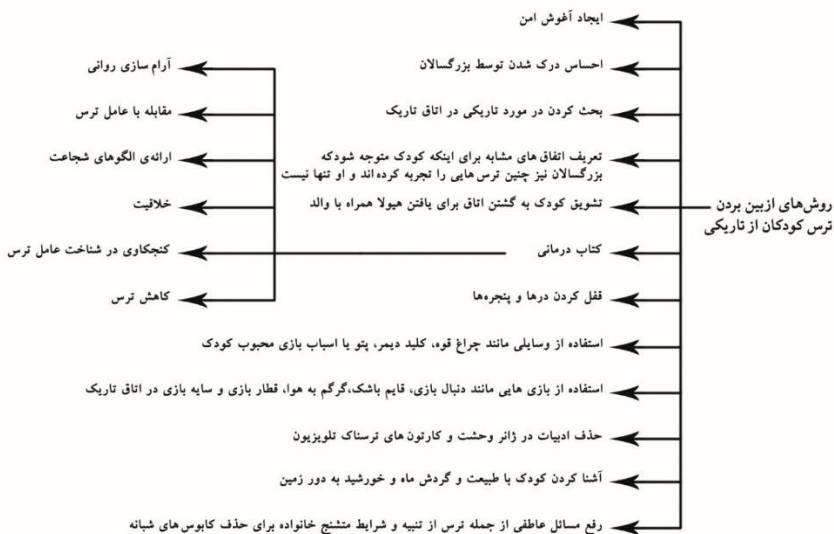 روش‌های ازبین بردن
ترس کودکان از تاریکی
ایجاد آغوش امن
احساس درک شدن توسط بزرگسالان
بحث کردن در مورد تاریکی در اتاق تاریک
تعریف اتفاق های مشابه برای اینکه کودک متوجه شودکه
بزرگسالان نیز چنین ترس هایی را تجربه کرده اند و او تنها نیست
تشویق کودک به گشتن اتاق برای یافتن هیولا همراه با والد
کتاب درمانی
آرام سازی روانی
مقابله با عامل ترس
ارائه‌ی الگوهای شجاعت
خلاقیت
کنجکاوی در شناخت عامل ترس
کاهش ترس
قفل کردن درها و پنجره‌ها
استفاده از وسایلی مانند چراغ قوه، کلید دیمر، پتو یا اسباب بازی محبوب کودک
استفاده از بازی هایی مانند دنبال بازی، قایم باشک،گرگم به هوا، قطار بازی و سایه بازی در اتاق تاریک
حذف ادبیات در ژانر وحشت و کارتون های ترسناک تلویزیون
آشنا کردن کودک با طبیعت و گردش ماه و خورشید به دور زمین
رفع مسائل عاطفی از جمله ترس از تنبیه و شرایط متشنج خانواده برای حذف کابوس های شبانه